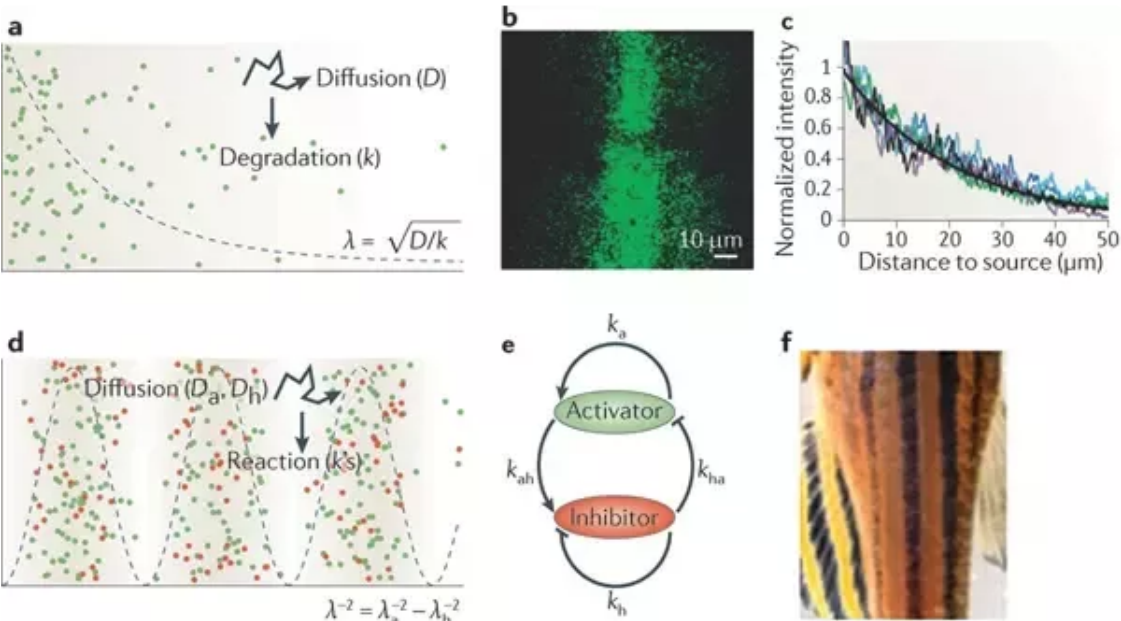 a
Diffusion (D)
Degradation (k)
λ = √D/k
b
10 μm
c
Normalized intensity
1
0.8
0.6
0.4
0.2
0
0 10 20 30 40 50
Distance to source (μm)
d
Diffusion (Da, Dh)
Reaction (k's)
λ⁻² = λa⁻² − λh⁻²
e
ka
Activator
kah
kha
Inhibitor
kh
f